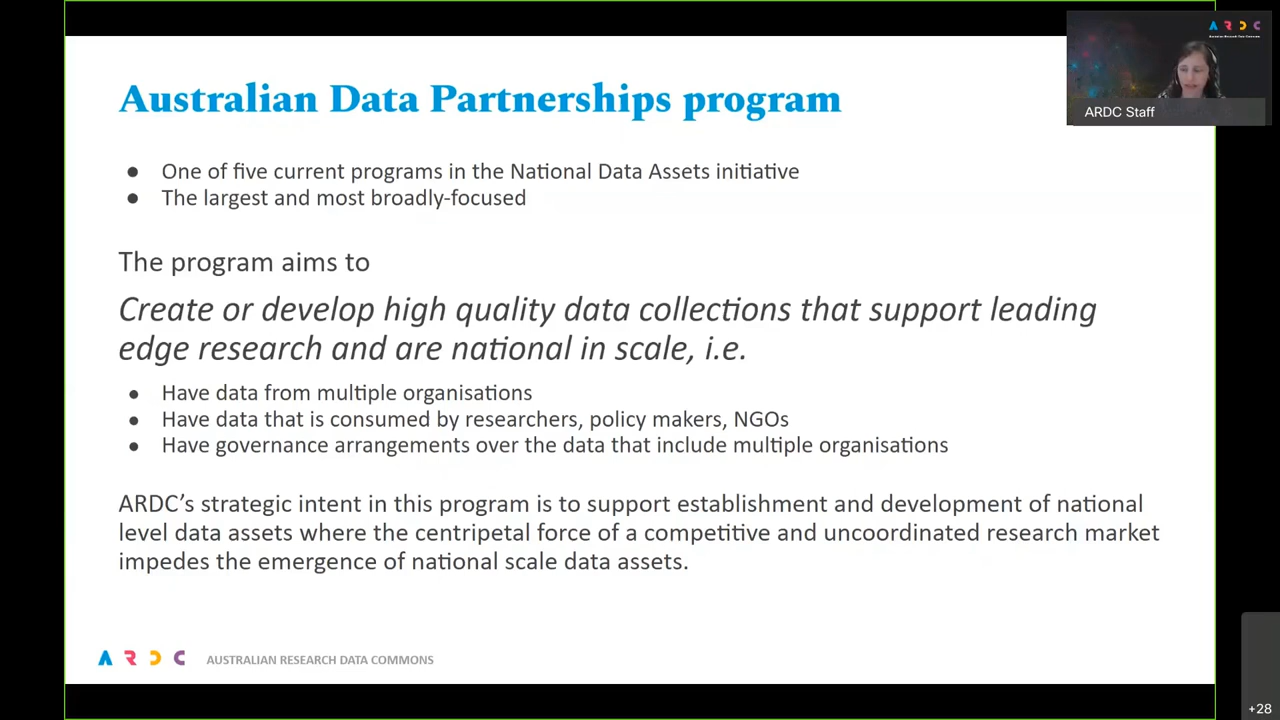 Australian Data Partnerships program
● One of five current programs in the National Data Assets initiative
● The largest and most broadly-focused
The program aims to
Create or develop high quality data collections that support leading
edge research and are national in scale, i.e.
● Have data from multiple organisations
● Have data that is consumed by researchers, policy makers, NGOs
● Have governance arrangements over the data that include multiple organisations
ARDC’s strategic intent in this program is to support establishment and development of national
level data assets where the centripetal force of a competitive and uncoordinated research market
impedes the emergence of national scale data assets.
ARDC AUSTRALIAN RESEARCH DATA COMMONS
ARDC
ARDC Staff
+28